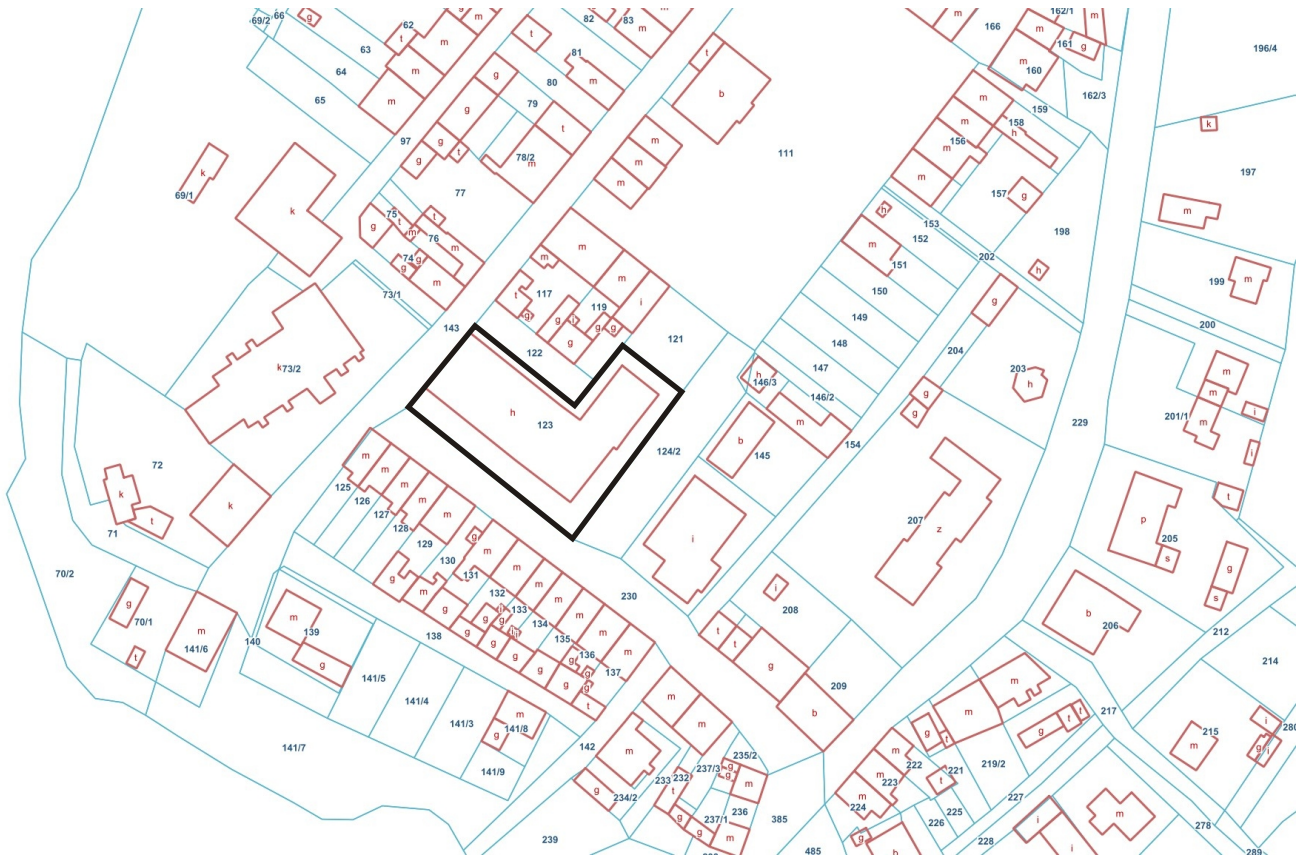 69/2 66 g 62 g m 82 83 m m 166 162/1 m
t m 161 g 196/4
63 t 81 t m 160
64 m g 80 m b 162/3
65 m g 79 t m 159 k
97 g m 158 h
g t 78/2 m m 111 m 156
k m m 157 g 197
69/1 k 77 m
75 t t h 153 m
g m 76 m 152 198
74 g m m m 151 202 h 199 m
g m m
73/1 t 117 i 150 g
g g i 119 149 200
143 g g g 121 148 204
122 147 203 m
k 73/2 h 146/3 146/2 h m i
h 123 m g 201/1 m
b 145 154 229 i
72 m 124/2 g
k k 125 m m m p t
t 126 127 128 m 207 z 205
71 129 g m i s g
70/2 130 m s
131 m 230 i 208 b 206
g 70/1 g m 132 m 212
m 141/6 m 139 g 138 133 m t t
t 140 g 134 m g 214
141/5 135 136 m 209 m 217
141/4 137 b m t t
141/3 m 141/8 t m g g 215
141/7 g 142 m m t m i 280
141/9 m 235/2 222 221 219/2 g i
237/3 g g m 223 m t
g 234/2 233 232 t m 224 m 225 227 i m
239 g 237/1 236 385 g 226 228 278
g m 485 b i 289